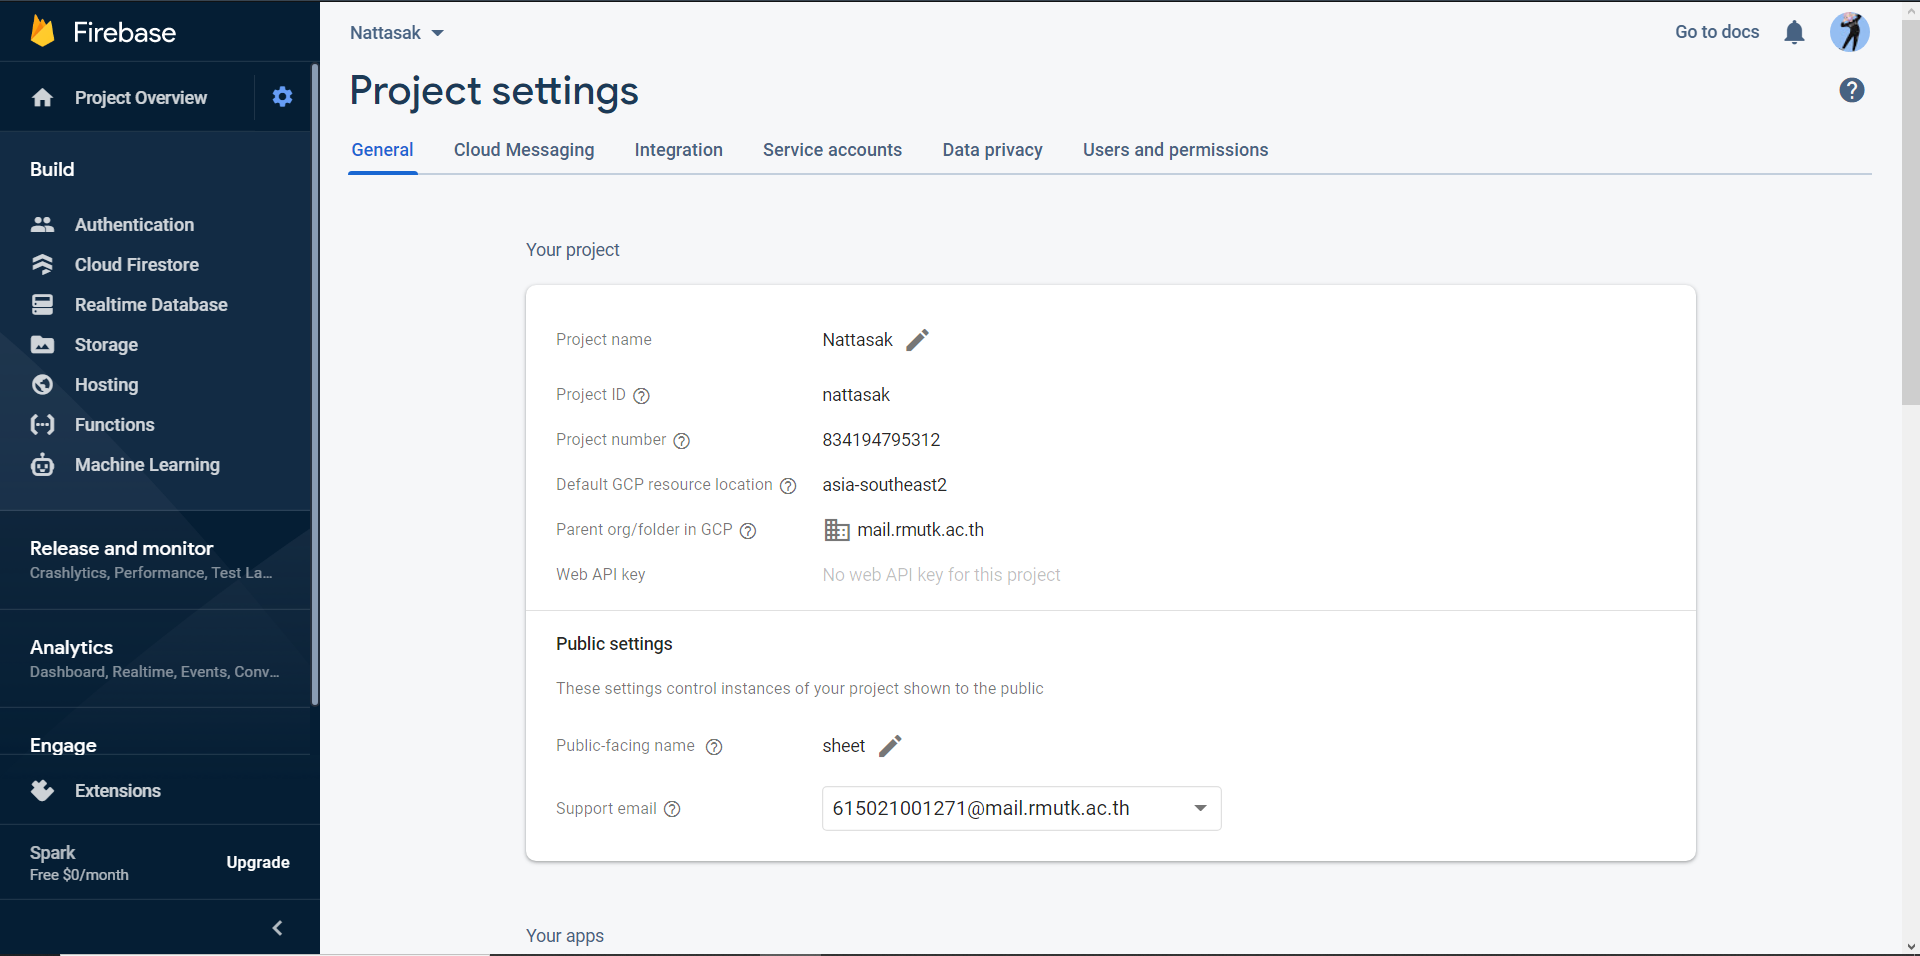 Firebase
Project Overview
Build
Authentication
Cloud Firestore
Realtime Database
Storage
Hosting
Functions
Machine Learning
Release and monitor
Crashlytics, Performance, Test La...
Analytics
Dashboard, Realtime, Events, Conv...
Engage
Extensions
Spark
Free $0/month
Upgrade
Nattasak
Go to docs
Project settings
General Cloud Messaging Integration Service accounts Data privacy Users and permissions
Your project
Project name Nattasak
Project ID nattasak
Project number 834194795312
Default GCP resource location asia-southeast2
Parent org/folder in GCP mail.rmutk.ac.th
Web API key No web API key for this project
Public settings
These settings control instances of your project shown to the public
Public-facing name sheet
Support email 615021001271@mail.rmutk.ac.th
Your apps